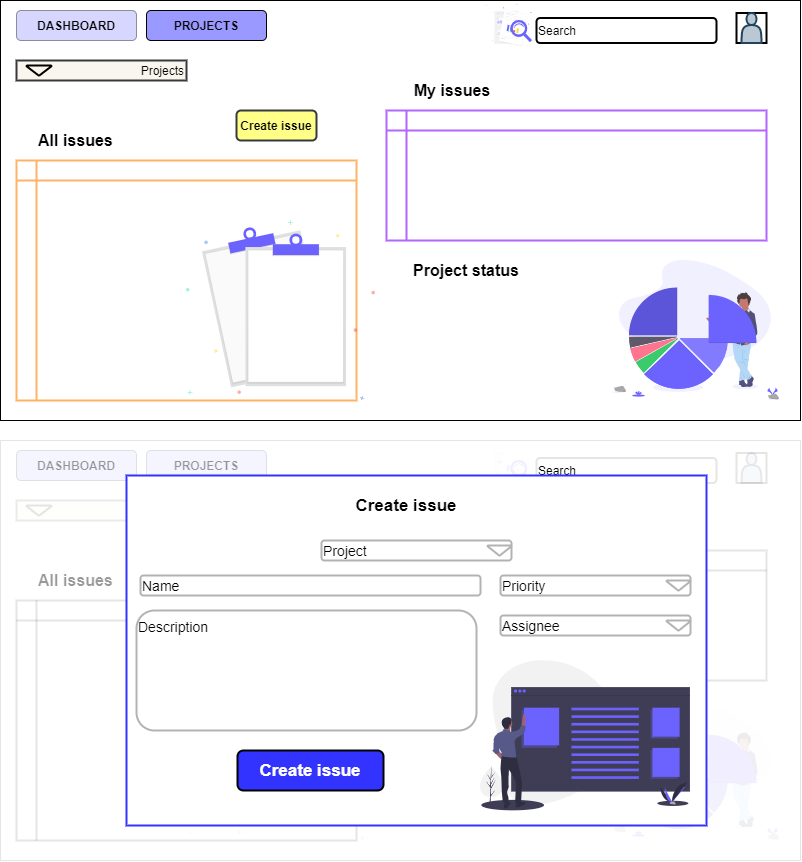 DASHBOARD
PROJECTS
Search
Projects
My issues
Create issue
All issues
Project status
DASHBOARD
PROJECTS
Search
Create issue
Project
Name
Priority
All issues
Description
Assignee
Create issue